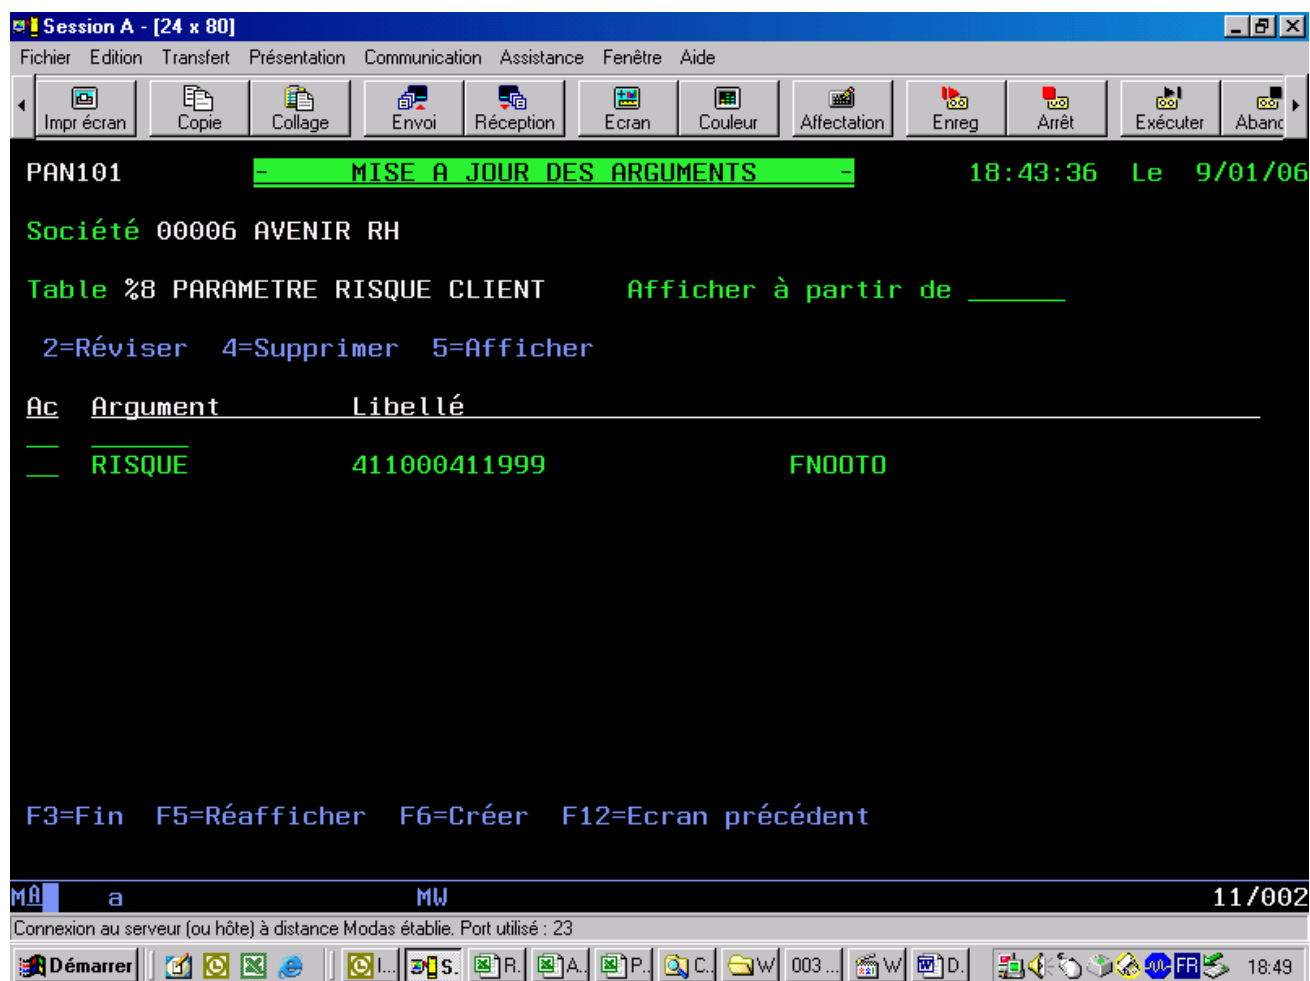 Session A - [24 x 80]
Fichier Edition Transfert Présentation Communication Assistance Fenêtre Aide
Impr écran Copie Collage Envoi Réception Ecran Couleur Affectation Enreg Arrêt Exécuter Abanc
PAN101 - MISE A JOUR DES ARGUMENTS - 18:43:36 Le 9/01/06
Société 00006 AVENIR RH
Table %8 PARAMETRE RISQUE CLIENT Afficher à partir de ______
2=Réviser 4=Supprimer 5=Afficher
Ac Argument Libellé
RISQUE 411000411999 FNOOTO
F3=Fin F5=Réafficher F6=Créer F12=Ecran précédent
MA a MW 11/002
Connexion au serveur (ou hôte) à distance Modas établie. Port utilisé : 23
Démarrer I... S. R. A. P. C. W 003 ... W D. FR 18:49